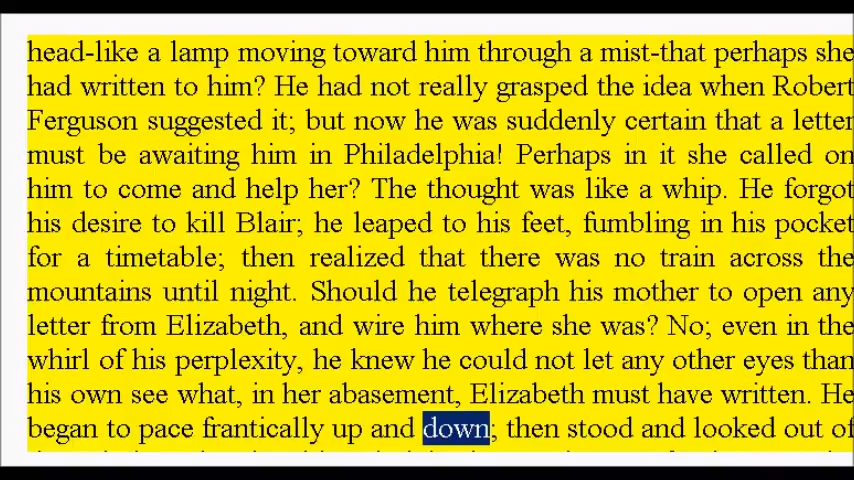 head-like a lamp moving toward him through a mist-that perhaps she
had written to him? He had not really grasped the idea when Robert
Ferguson suggested it; but now he was suddenly certain that a letter
must be awaiting him in Philadelphia! Perhaps in it she called on
him to come and help her? The thought was like a whip. He forgot
his desire to kill Blair; he leaped to his feet, fumbling in his pocket
for a timetable; then realized that there was no train across the
mountains until night. Should he telegraph his mother to open any
letter from Elizabeth, and wire him where she was? No; even in the
whirl of his perplexity, he knew he could not let any other eyes than
his own see what, in her abasement, Elizabeth must have written. He
began to pace frantically up and down; then stood and looked out of